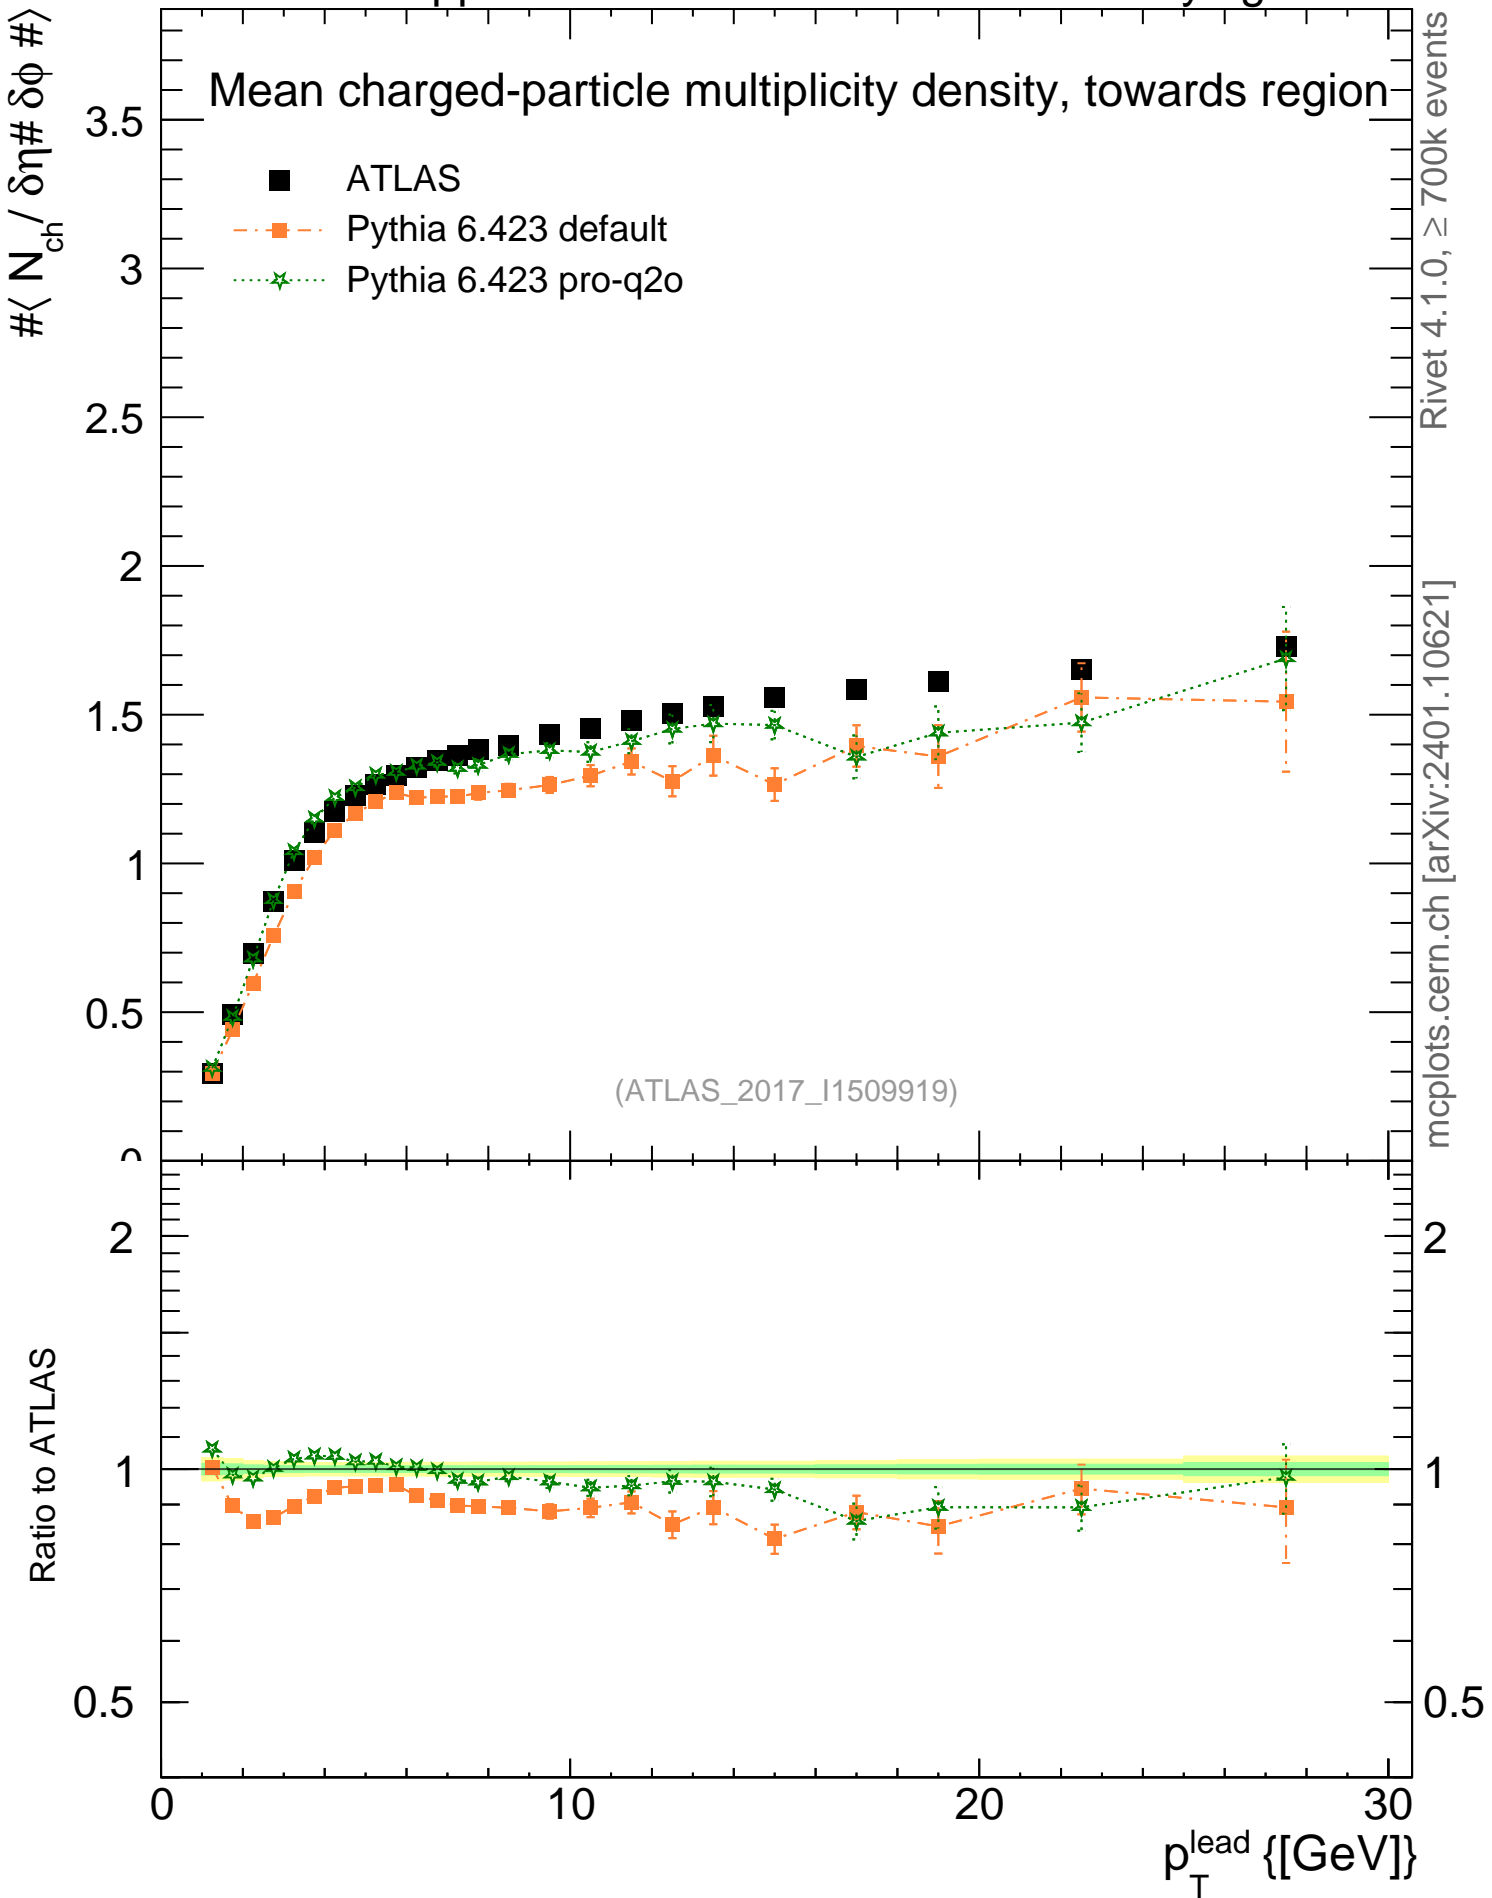 Mean charged-particle multiplicity density, towards region
#⟨ N_ch / δη# δϕ #⟩
ATLAS
Pythia 6.423 default
Pythia 6.423 pro-q2o
3.5
3
2.5
2
1.5
1
0.5
0
(ATLAS_2017_I1509919)
Rivet 4.1.0, ≥ 700k events
mcplots.cern.ch [arXiv:2401.10621]
Ratio to ATLAS
2
1
0.5
2
1
0.5
0
10
20
30
p_T^lead {[GeV]}